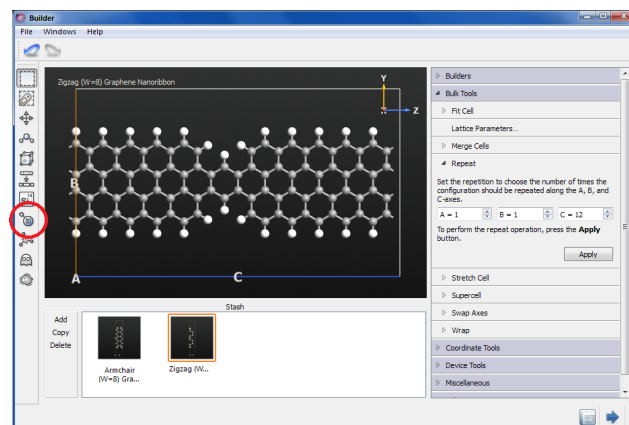 Builder
File Windows Help
Zigzag (W=8) Graphene Nanoribbon
Y
Z
B
A
C
Builders
Bulk Tools
Fit Cell
Lattice Parameters...
Merge Cells
Repeat
Set the repetition to choose the number of times the
configuration should be repeated along the A, B, and
C-axes.
A = 1 B = 1 C = 12
To perform the repeat operation, press the Apply
button.
Apply
Stretch Cell
Supercell
Swap Axes
Wrap
Coordinate Tools
Device Tools
Miscellaneous
Stash
Add
Copy
Delete
Armchair
(W=8) Gra...
Zigzag (W...